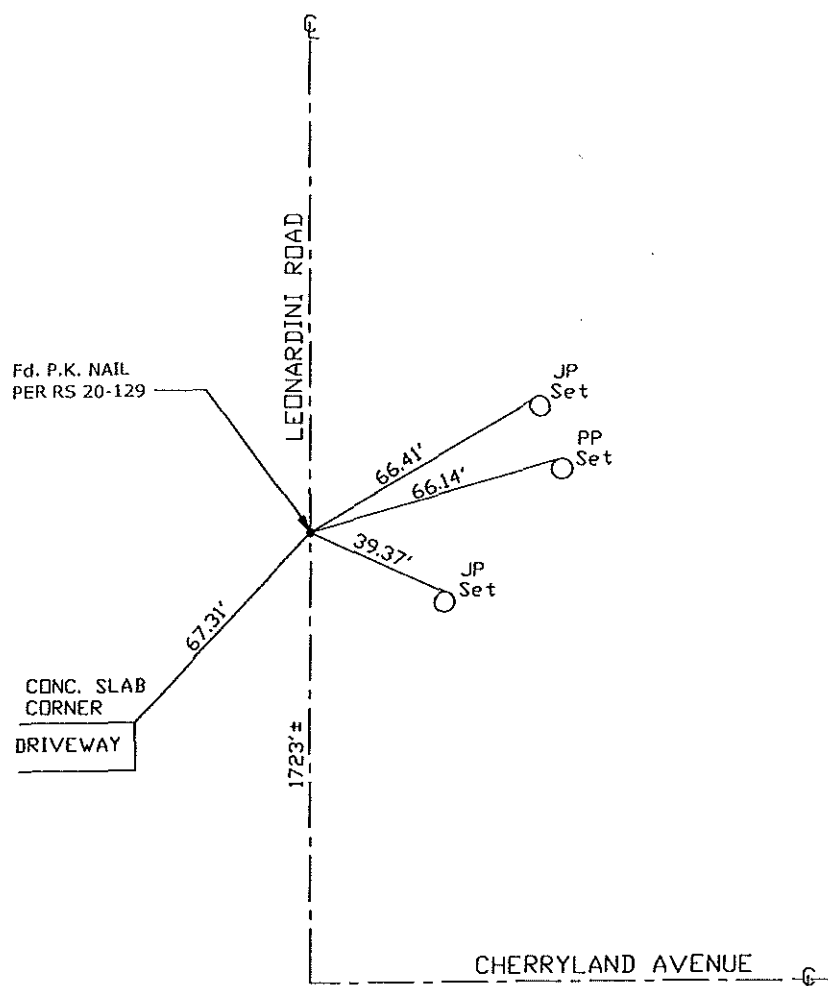 ℄
LEONARDINI ROAD
Fd. P.K. NAIL
PER RS 20-129
JP
Set
66.41'
PP
Set
66.14'
39.37'
JP
Set
67.31'
CONC. SLAB
CORNER
DRIVEWAY
1723'±
CHERRYLAND AVENUE
℄